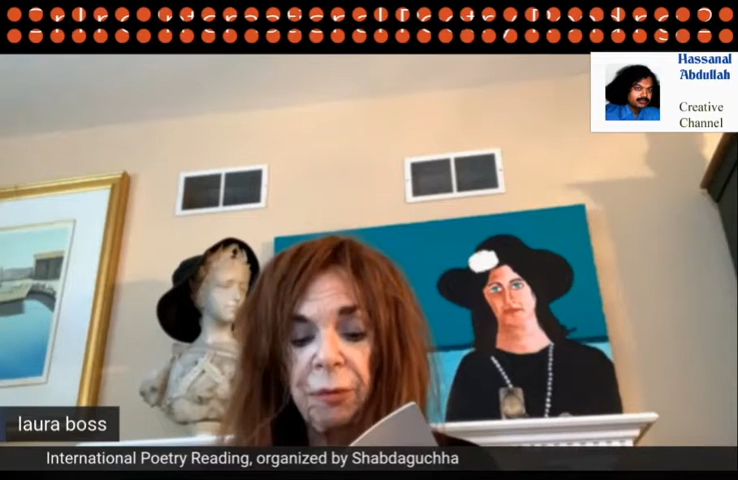 Hassanal
Abdullah
Creative
Channel
laura boss
International Poetry Reading, organized by Shabdaguchha